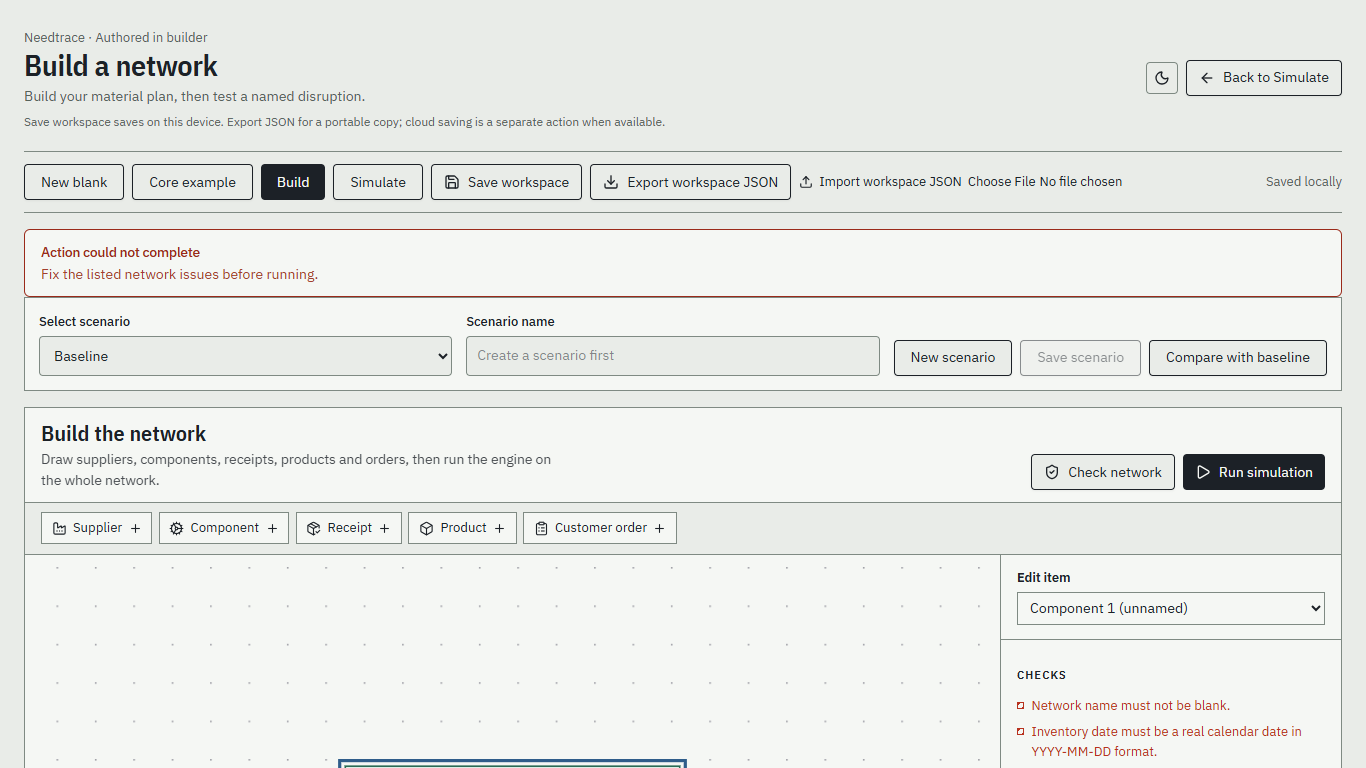 Needtrace · Authored in builder
Build a network
Build your material plan, then test a named disruption.
Save workspace saves on this device. Export JSON for a portable copy; cloud saving is a separate action when available.
Back to Simulate
New blank
Core example
Build
Simulate
Save workspace
Export workspace JSON
Import workspace JSON Choose File No file chosen
Saved locally
Action could not complete
Fix the listed network issues before running.
Select scenario
Baseline
Scenario name
Create a scenario first
New scenario
Save scenario
Compare with baseline
Build the network
Draw suppliers, components, receipts, products and orders, then run the engine on
the whole network.
Check network
Run simulation
Supplier +
Component +
Receipt +
Product +
Customer order +
Edit item
Component 1 (unnamed)
CHECKS
Network name must not be blank.
Inventory date must be a real calendar date in
YYYY-MM-DD format.